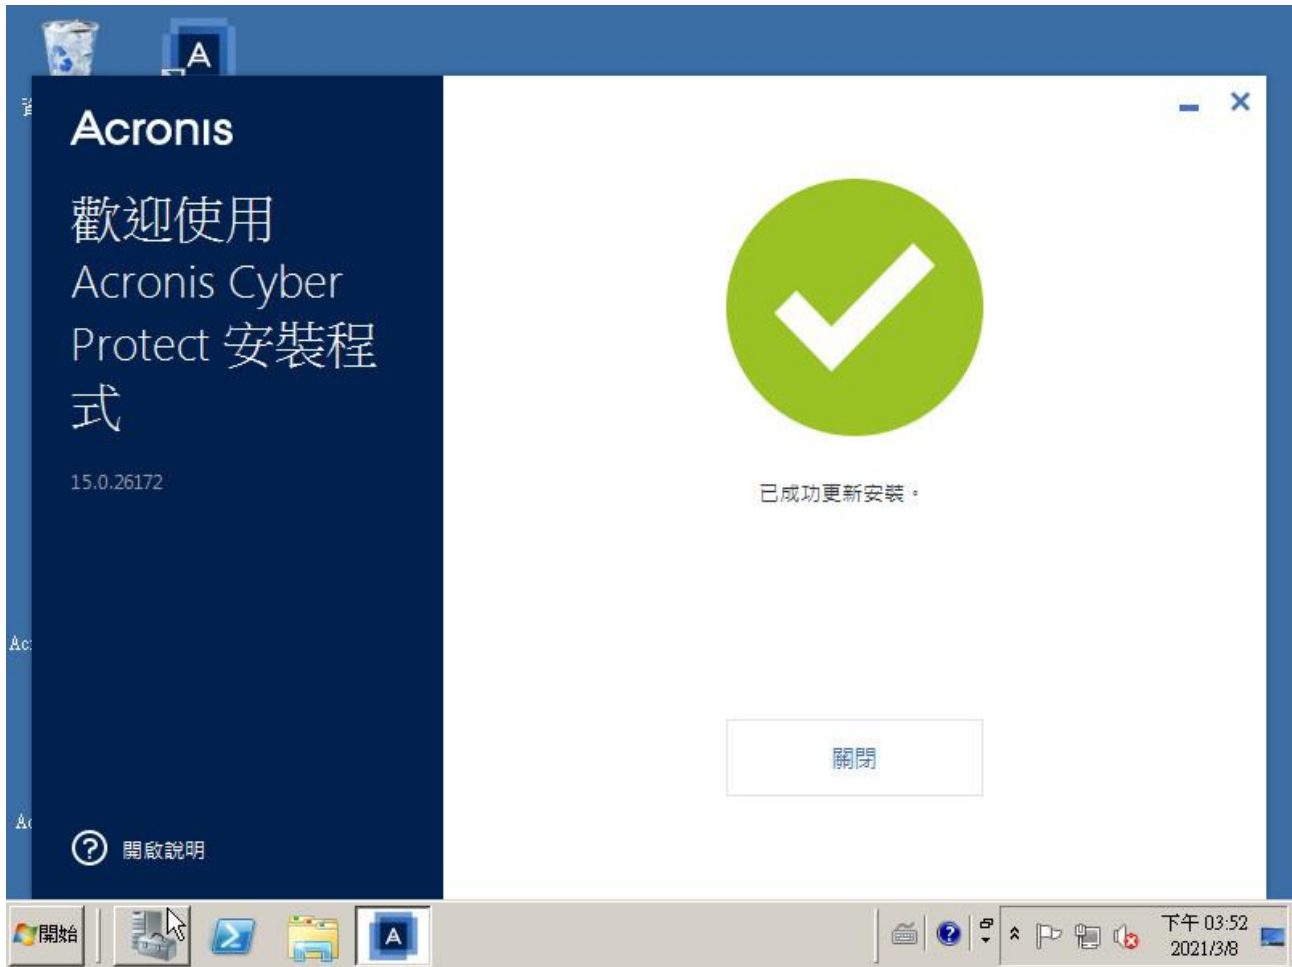 Acronis
歡迎使用
Acronis Cyber
Protect 安裝程
式
15.0.26172
已成功更新安裝。
關閉
開啟說明
開始
下午 03:52
2021/3/8